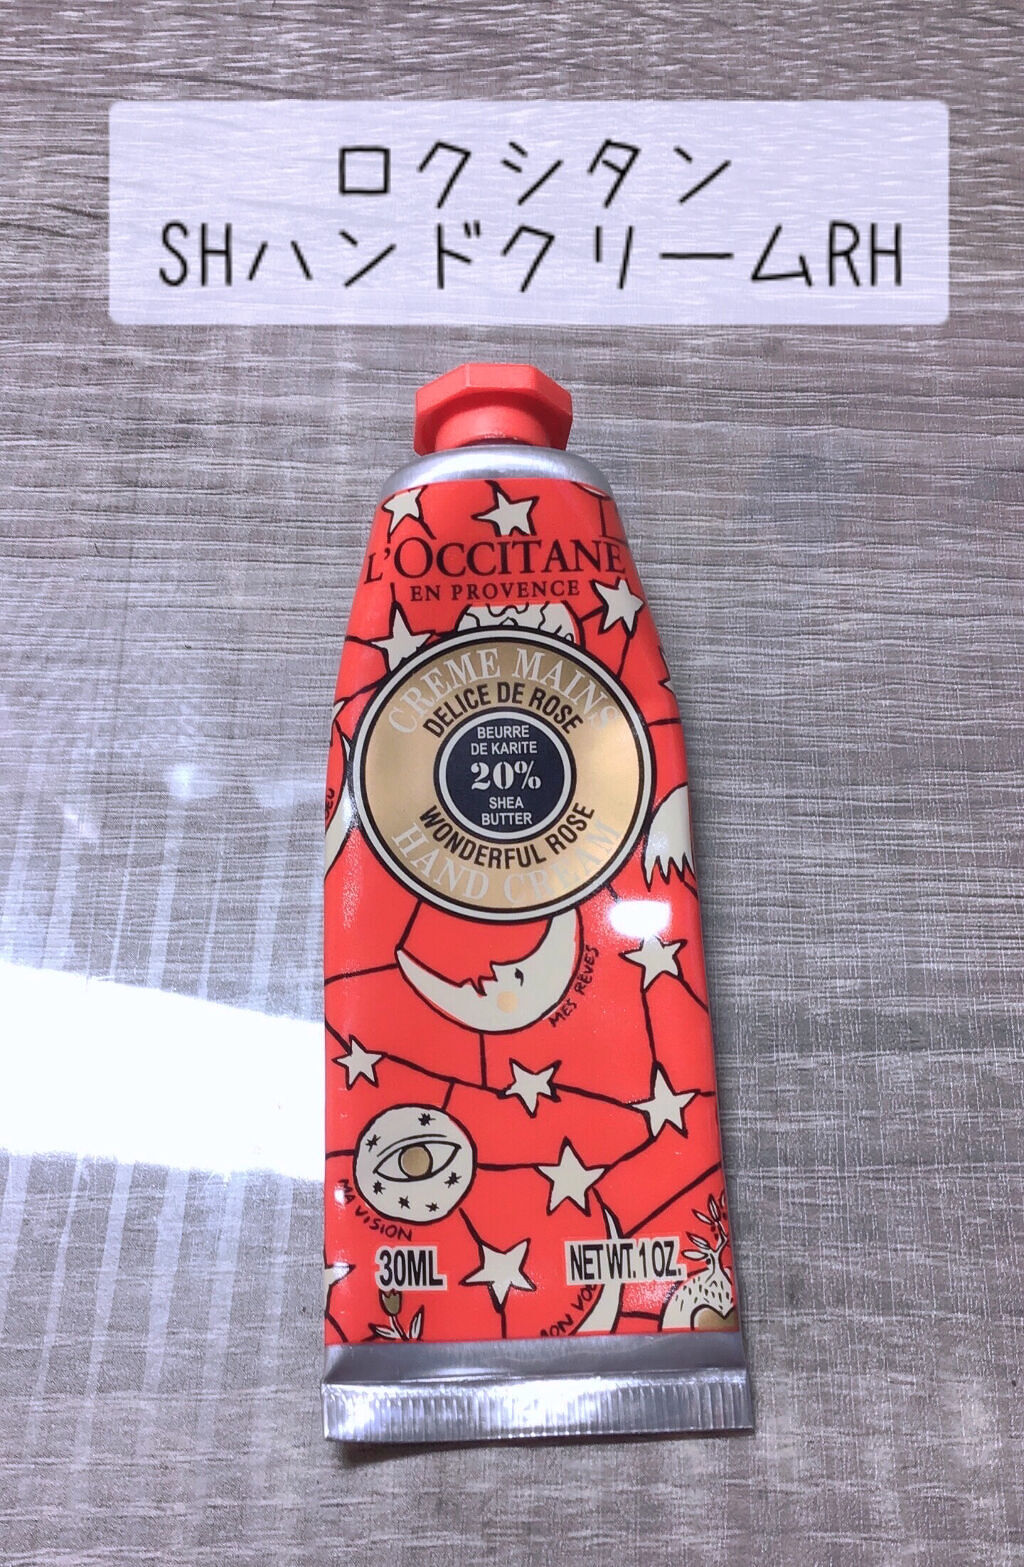 ロクシタン
SHハンドクリームRH
L'OCCITANE
EN PROVENCE
CREME MAINS
DELICE DE ROSE
BEURRE
DE KARITE
20%
SHEA
BUTTER
WONDERFUL ROSE
HAND CREAM
MES RÊVES
MA VISION
30ML
NET WT. 1 OZ.
MON